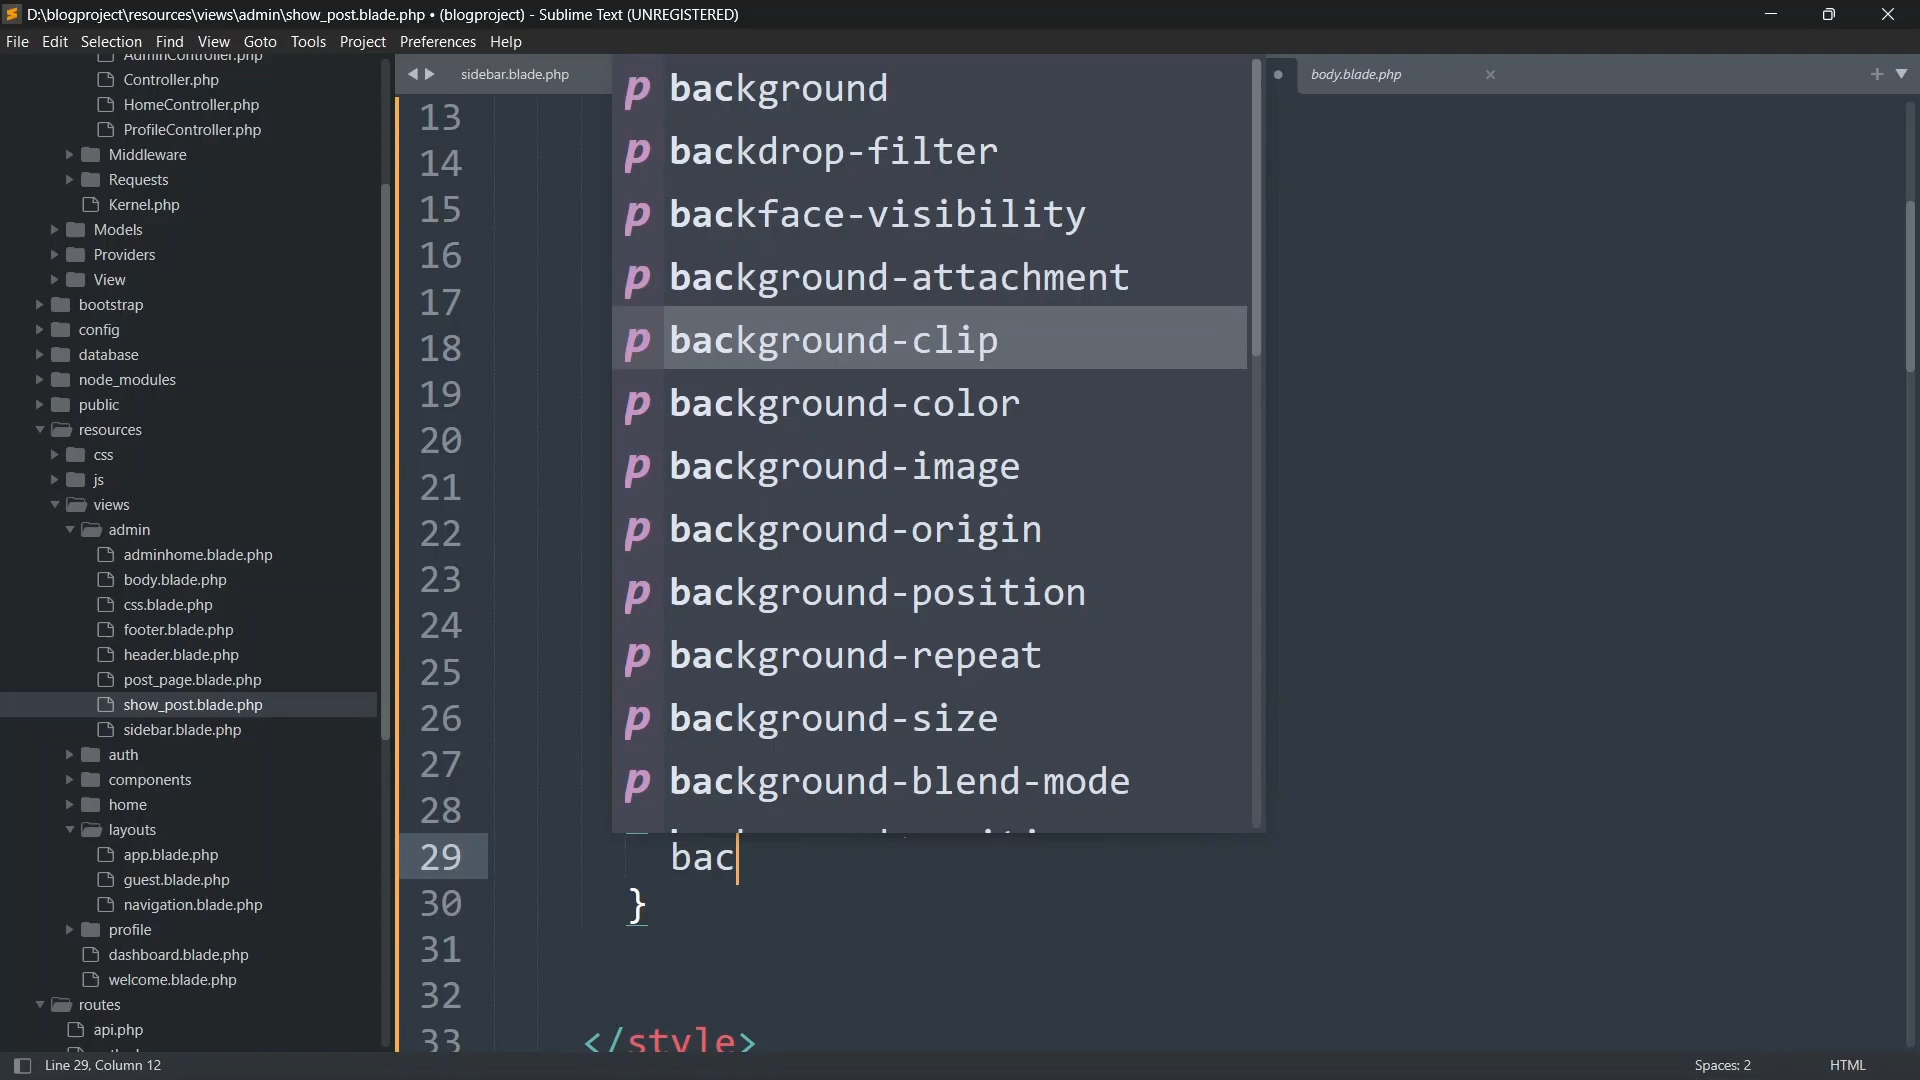 D:\blogproject\resources\views\admin\show_post.blade.php • (blogproject) - Sublime Text (UNREGISTERED)
File Edit Selection Find View Goto Tools Project Preferences Help
AdminController.php
Controller.php
HomeController.php
ProfileController.php
Middleware
Requests
Kernel.php
Models
Providers
View
bootstrap
config
database
node_modules
public
resources
css
js
views
admin
adminhome.blade.php
body.blade.php
css.blade.php
footer.blade.php
header.blade.php
post_page.blade.php
show_post.blade.php
sidebar.blade.php
auth
components
home
layouts
app.blade.php
guest.blade.php
navigation.blade.php
profile
dashboard.blade.php
welcome.blade.php
routes
api.php
sidebar.blade.php
body.blade.php
13
14
15
16
17
18
19
20
21
22
23
24
25
26
27
28
29 bac
30 }
31
32
33 </style>
p background
p backdrop-filter
p backface-visibility
p background-attachment
p background-clip
p background-color
p background-image
p background-origin
p background-position
p background-repeat
p background-size
p background-blend-mode
Line 29, Column 12
Spaces: 2
HTML